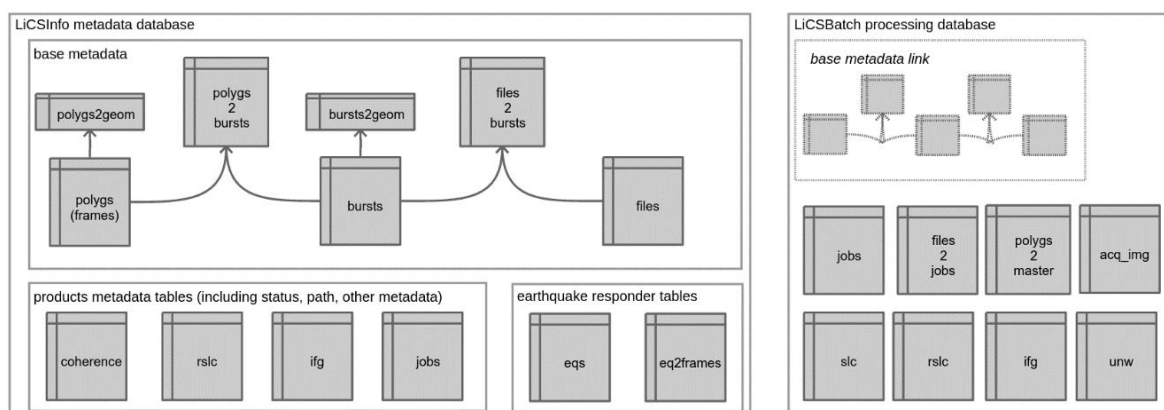 LiCSInfo metadata database
base metadata
polygs2geom
polygs
2
bursts
bursts2geom
files
2
bursts
polygs
(frames)
bursts
files
products metadata tables (including status, path, other metadata)
coherence
rslc
ifg
jobs
earthquake responder tables
eqs
eq2frames
LiCSBatch processing database
base metadata link
jobs
files
2
jobs
polygs
2
master
acq_img
slc
rslc
ifg
unw